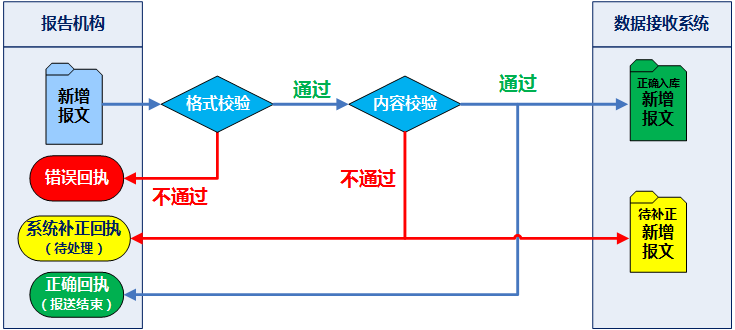 报告机构
数据接收系统
新增
报文
格式校验
通过
内容校验
通过
正确入库
新增
报文
错误回执
不通过
不通过
系统补正回执
（待处理）
待补正
新增
报文
正确回执
（报送结束）